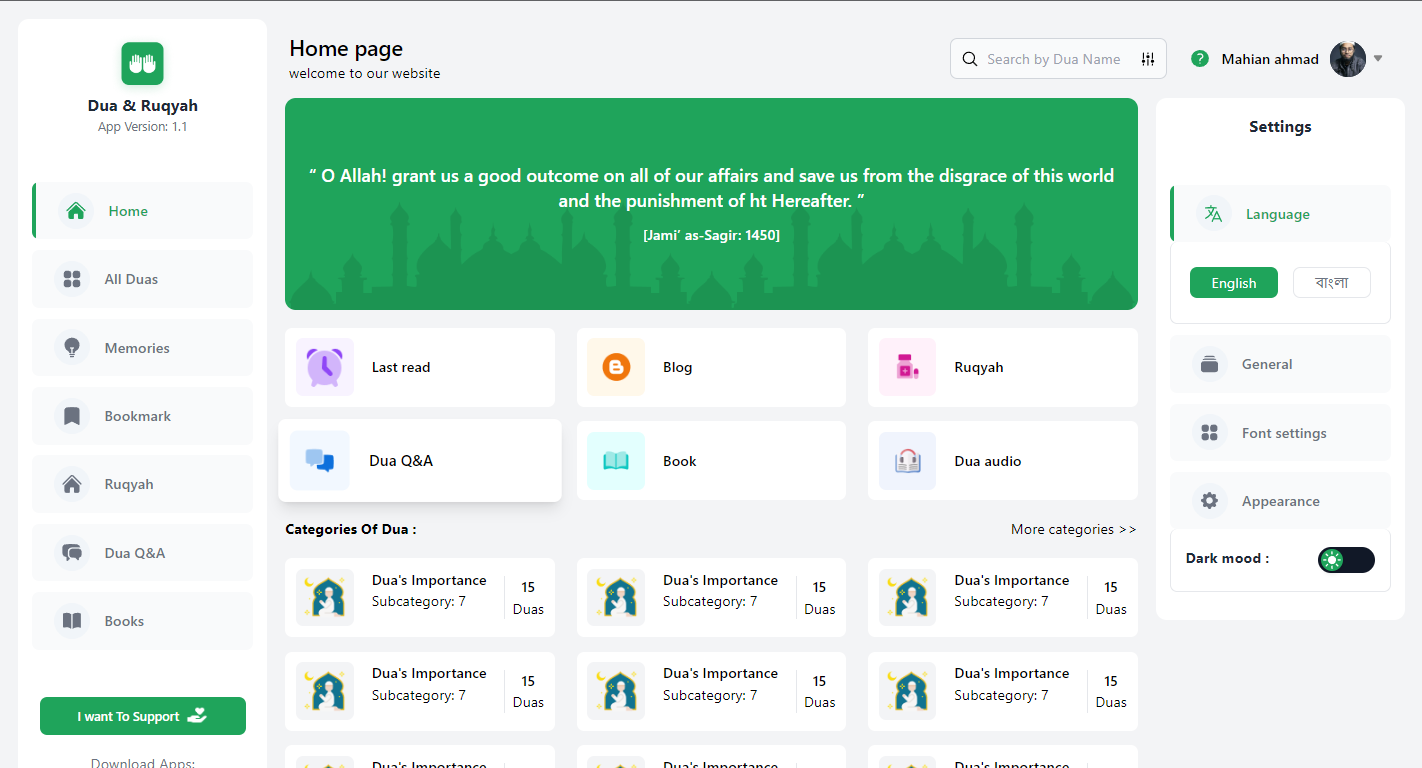 Dua & Ruqyah
App Version: 1.1
Home
All Duas
Memories
Bookmark
Ruqyah
Dua Q&A
Books
I want To Support
Download Apps:
Home page
welcome to our website
Search by Dua Name
? Mahian ahmad
“ O Allah! grant us a good outcome on all of our affairs and save us from the disgrace of this world
and the punishment of ht Hereafter. ”
[Jami’ as-Sagir: 1450]
Last read
Blog
Ruqyah
Dua Q&A
Book
Dua audio
Categories Of Dua :
More categories >>
Dua's Importance
Subcategory: 7
15
Duas
Dua's Importance
Subcategory: 7
15
Duas
Dua's Importance
Subcategory: 7
15
Duas
Dua's Importance
Subcategory: 7
15
Duas
Dua's Importance
Subcategory: 7
15
Duas
Dua's Importance
Subcategory: 7
15
Duas
Dua's Importance
Dua's Importance
Dua's Importance
Settings
Language
English
বাংলা
General
Font settings
Appearance
Dark mood :